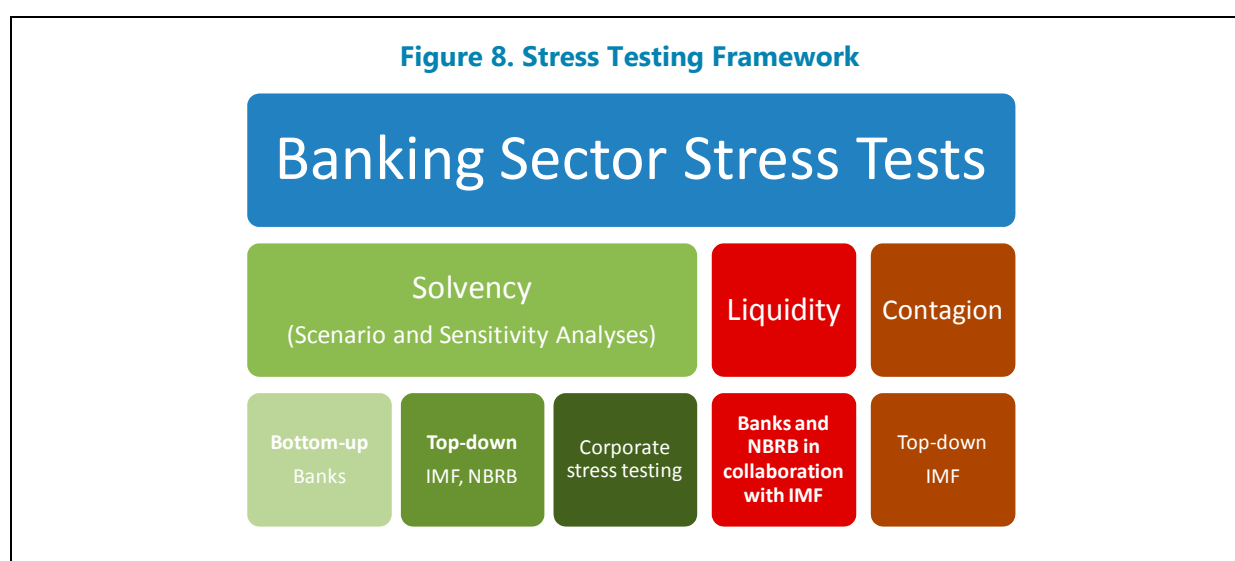 Figure 8. Stress Testing Framework
Banking Sector Stress Tests
Solvency
(Scenario and Sensitivity Analyses)
Liquidity
Contagion
Bottom-up
Banks
Top-down
IMF, NBRB
Corporate
stress testing
Banks and
NBRB in
collaboration
with IMF
Top-down
IMF